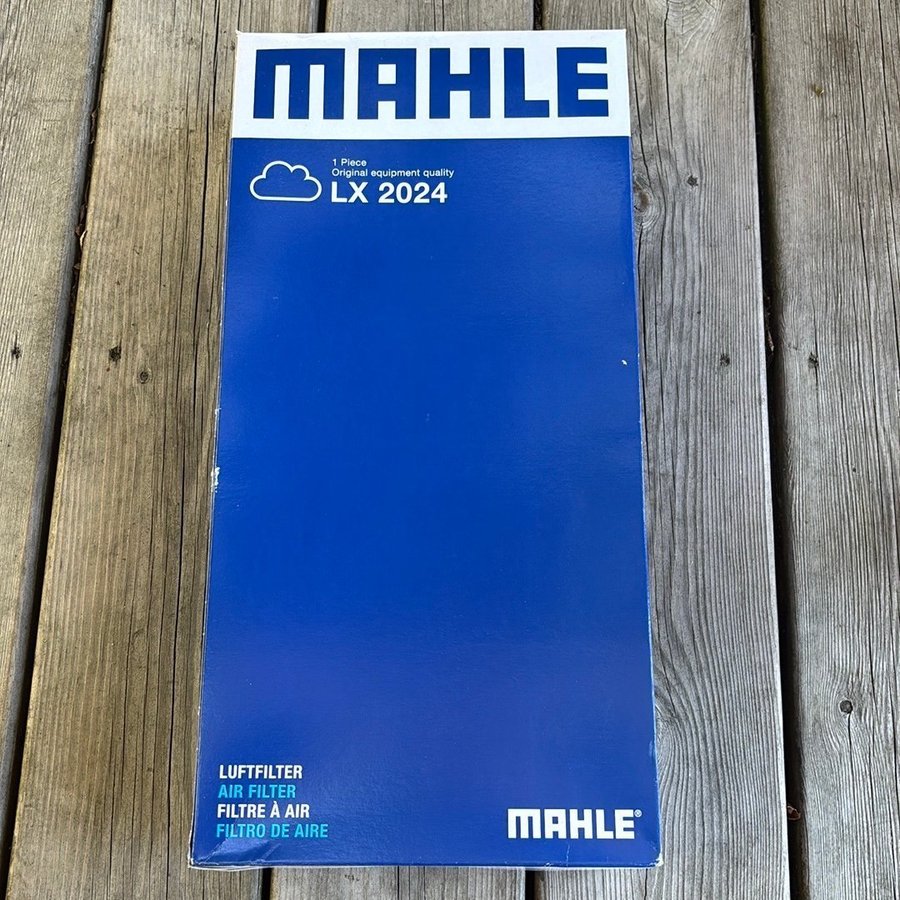 MAHLE
1 Piece
Original equipment quality
LX 2024
LUFTFILTER
AIR FILTER
FILTRE À AIR
FILTRO DE AIRE
MAHLE®